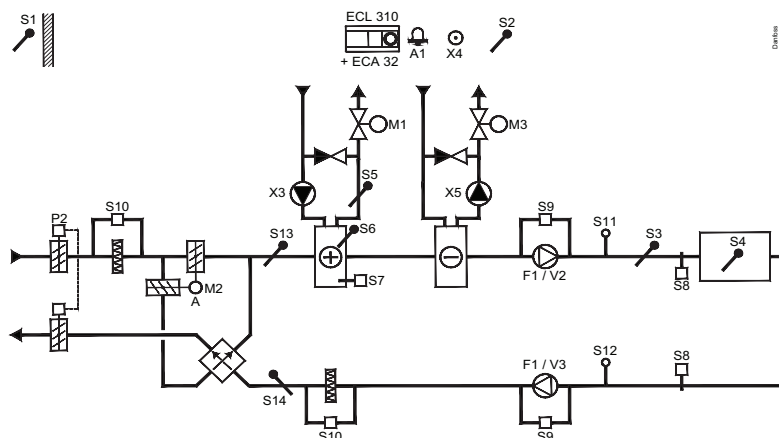 S1
ECL 310
S2
Danfoss
A1
X4
+ ECA 32
M1
M3
S5
X3
X5
P2
S10
S9
S11
S13
S6
S3
S4
S7
F1 / V2
S8
M2
A
F1 / V3
S12
S8
S14
S10
S9